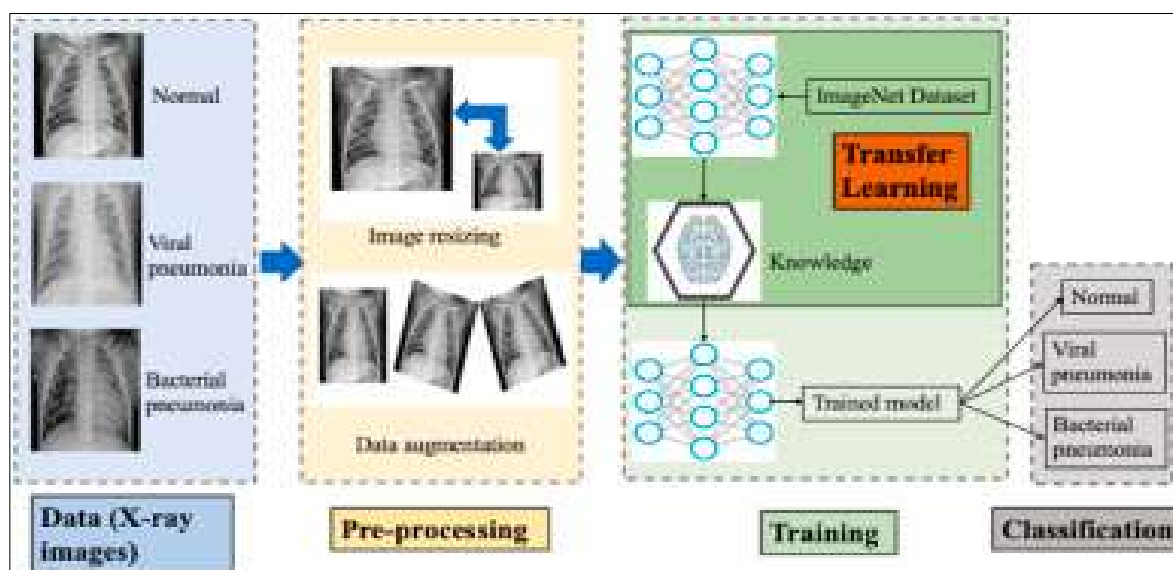 Normal
Viral
pneumonia
Bacterial
pneumonia
Data (X-ray
images)
Image resizing
Data augmentation
Pre-processing
ImageNet Dataset
Transfer
Learning
Knowledge
Trained model
Training
Normal
Viral
pneumonia
Bacterial
pneumonia
Classification